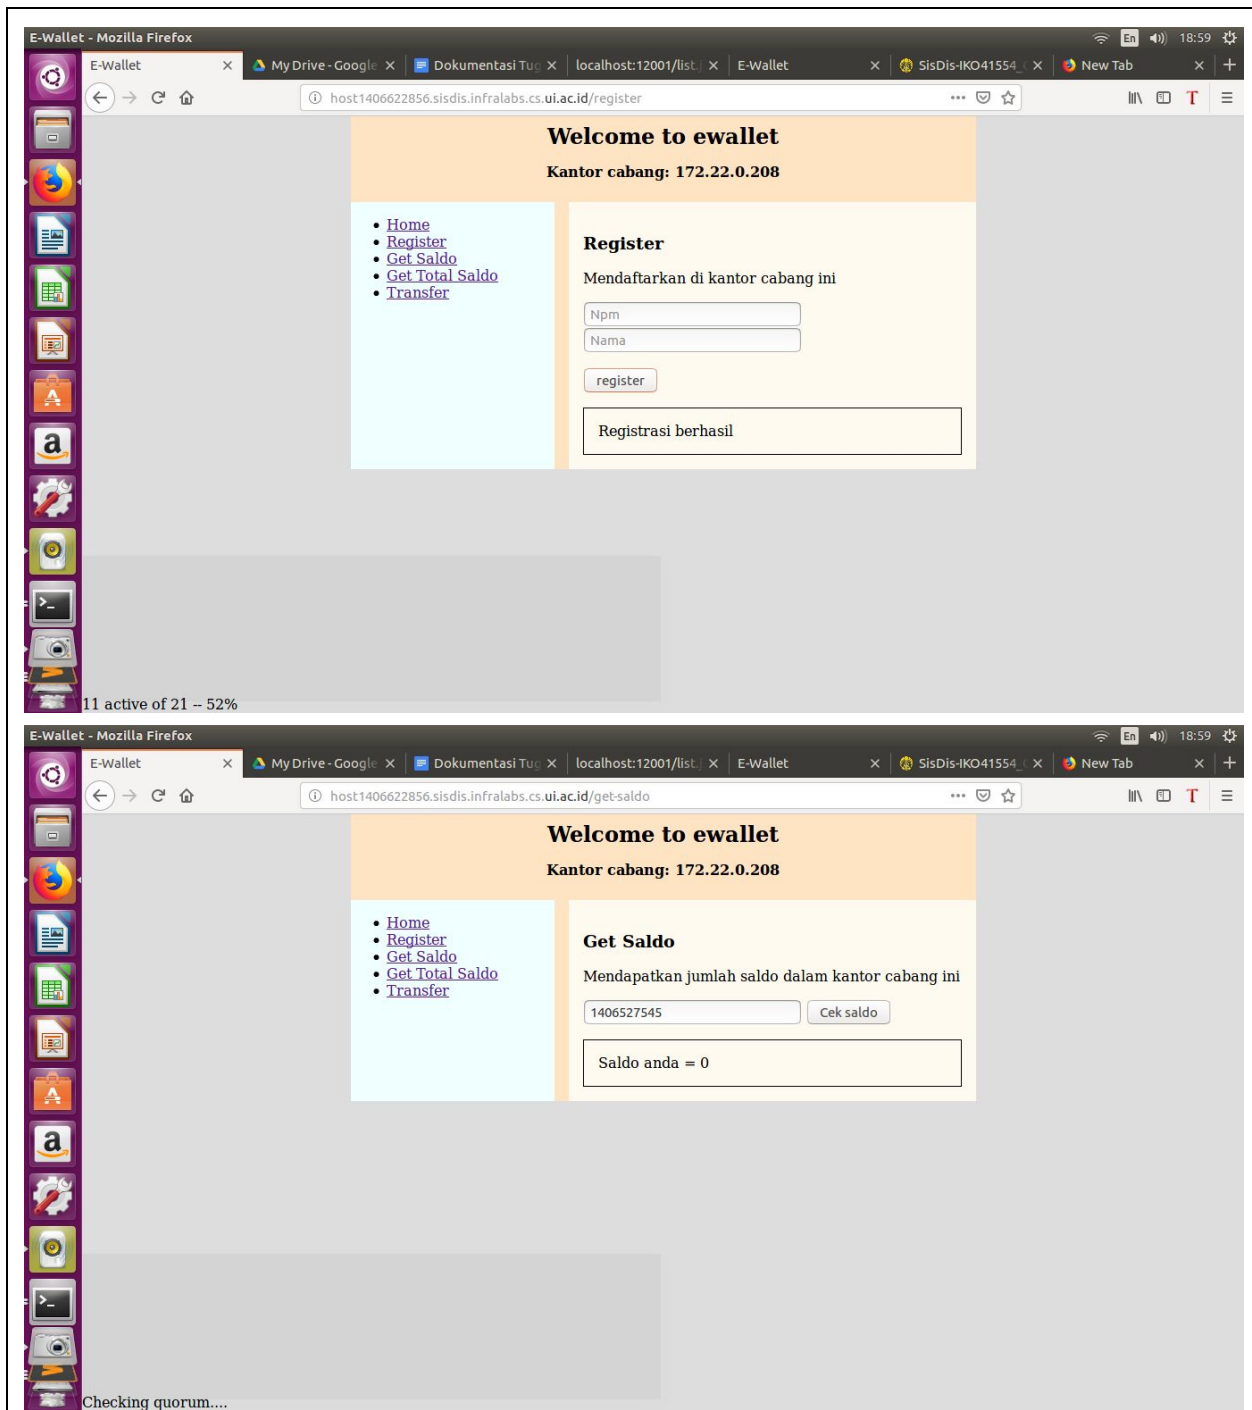 E-Wallet - Mozilla Firefox
En 18:59
E-Wallet My Drive - Google Dokumentasi Tug localhost:12001/list.j E-Wallet SisDis-IKO41554_ New Tab
host1406622856.sisdis.infralabs.cs.ui.ac.id/register
Welcome to ewallet
Kantor cabang: 172.22.0.208
Home
Register
Get Saldo
Get Total Saldo
Transfer
Register
Mendaftarkan di kantor cabang ini
Npm
Nama
register
Registrasi berhasil
11 active of 21 -- 52%
E-Wallet - Mozilla Firefox
En 18:59
E-Wallet My Drive - Google Dokumentasi Tug localhost:12001/list.j E-Wallet SisDis-IKO41554_ New Tab
host1406622856.sisdis.infralabs.cs.ui.ac.id/get-saldo
Welcome to ewallet
Kantor cabang: 172.22.0.208
Home
Register
Get Saldo
Get Total Saldo
Transfer
Get Saldo
Mendapatkan jumlah saldo dalam kantor cabang ini
1406527545 Cek saldo
Saldo anda = 0
Checking quorum....